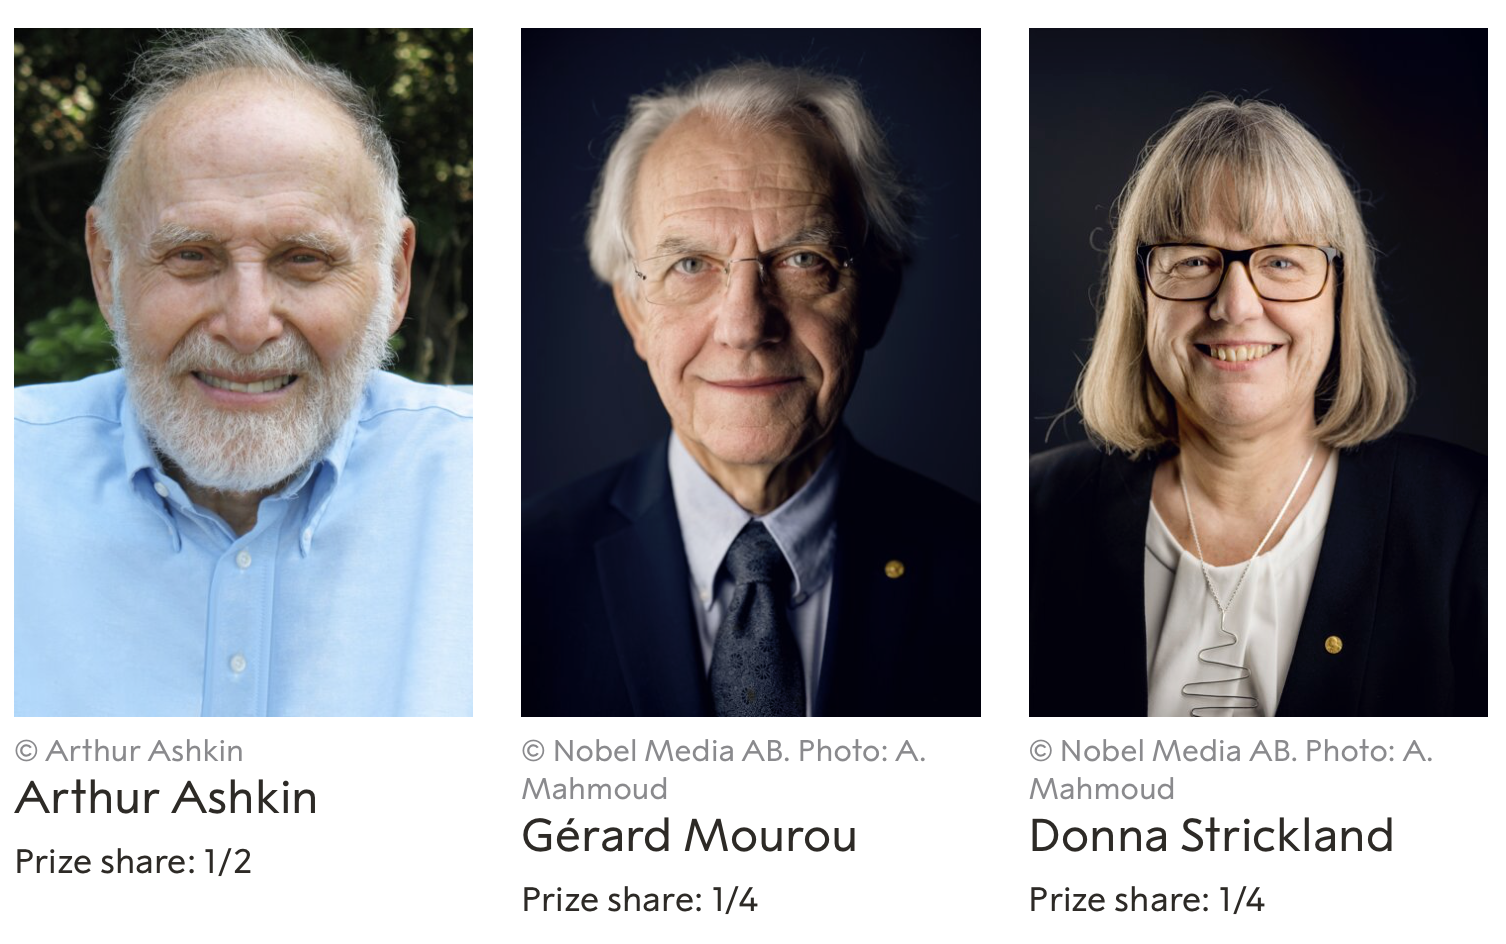 © Arthur Ashkin
Arthur Ashkin
Prize share: 1/2
© Nobel Media AB. Photo: A.
Mahmoud
Gérard Mourou
Prize share: 1/4
© Nobel Media AB. Photo: A.
Mahmoud
Donna Strickland
Prize share: 1/4